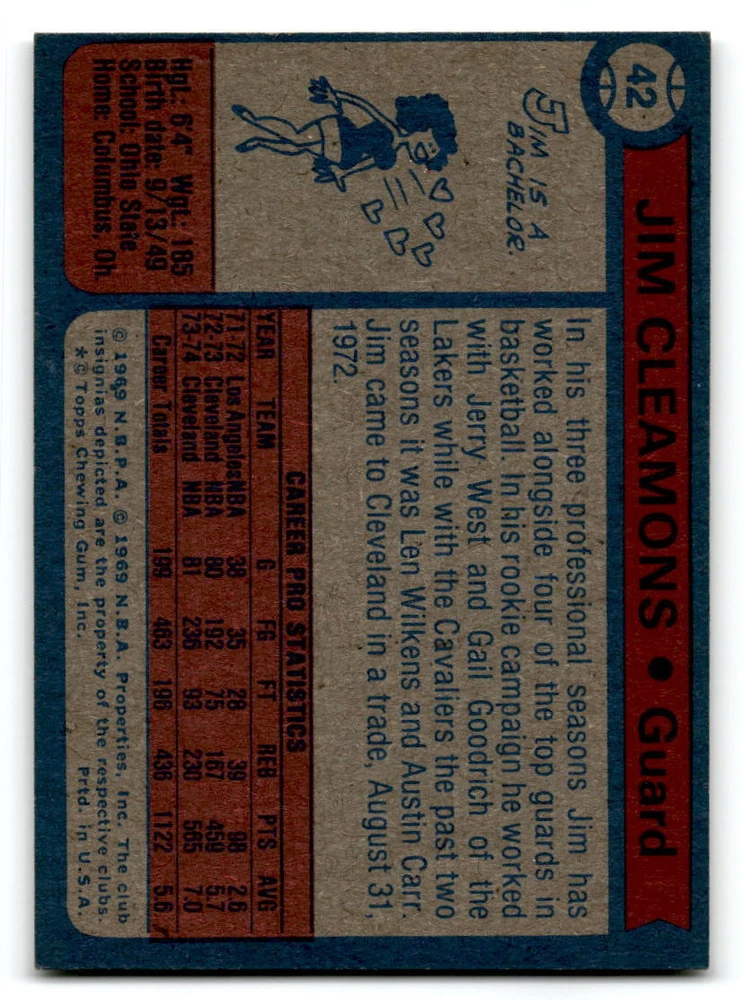 42
JIM CLEAMONS • Guard
JIM IS A
BACHELOR.
Hgt.: 6'4" Wgt.: 185
Birth date: 9/13/49
School: Ohio State
Home: Columbus, Oh.
In his three professional seasons Jim has
worked alongside four of the top guards in
basketball. In his rookie campaign he worked
with Jerry West and Gail Goodrich of the
Lakers while with the Cavaliers the past two
seasons it was Len Wilkens and Austin Carr.
Jim came to Cleveland in a trade, August 31,
1972.
CAREER PRO STATISTICS
YEAR TEAM G FG FT REB PTS AVG
71-72 Los Angeles NBA 38 35 28 39 98 2.6
72-73 Cleveland NBA 80 192 75 167 459 5.7
73-74 Cleveland NBA 81 236 93 230 565 7.0
Career Totals 199 463 196 436 1122 5.6
© 1969 N.B.P.A. © 1969 N.B.A. Properties, Inc. The club
insignias depicted are the property of the respective clubs.
*© Topps Chewing Gum, Inc. Prtd. in U.S.A.